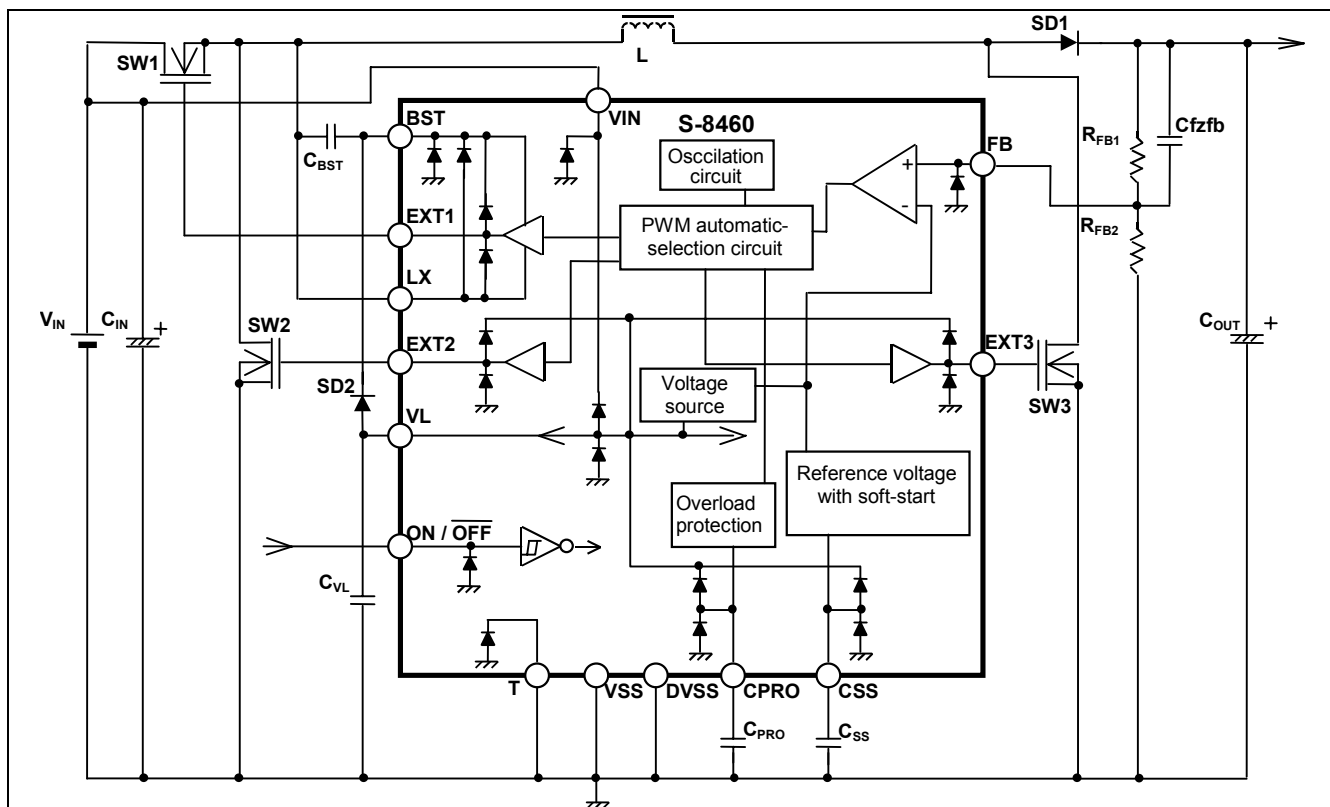 SD1
L
SW1
VIN
BST
S-8460
FB
RFB1
Cfzfb
CBST
Osccilation
circuit
+
-
EXT1
PWM automatic-
selection circuit
RFB2
LX
VIN
CIN
+
SW2
EXT2
EXT3
COUT
+
SD2
Voltage
source
SW3
VL
Reference voltage
with soft-start
Overload
protection
ON / OFF
CVL
T
VSS
DVSS
CPRO
CSS
CPRO
CSS